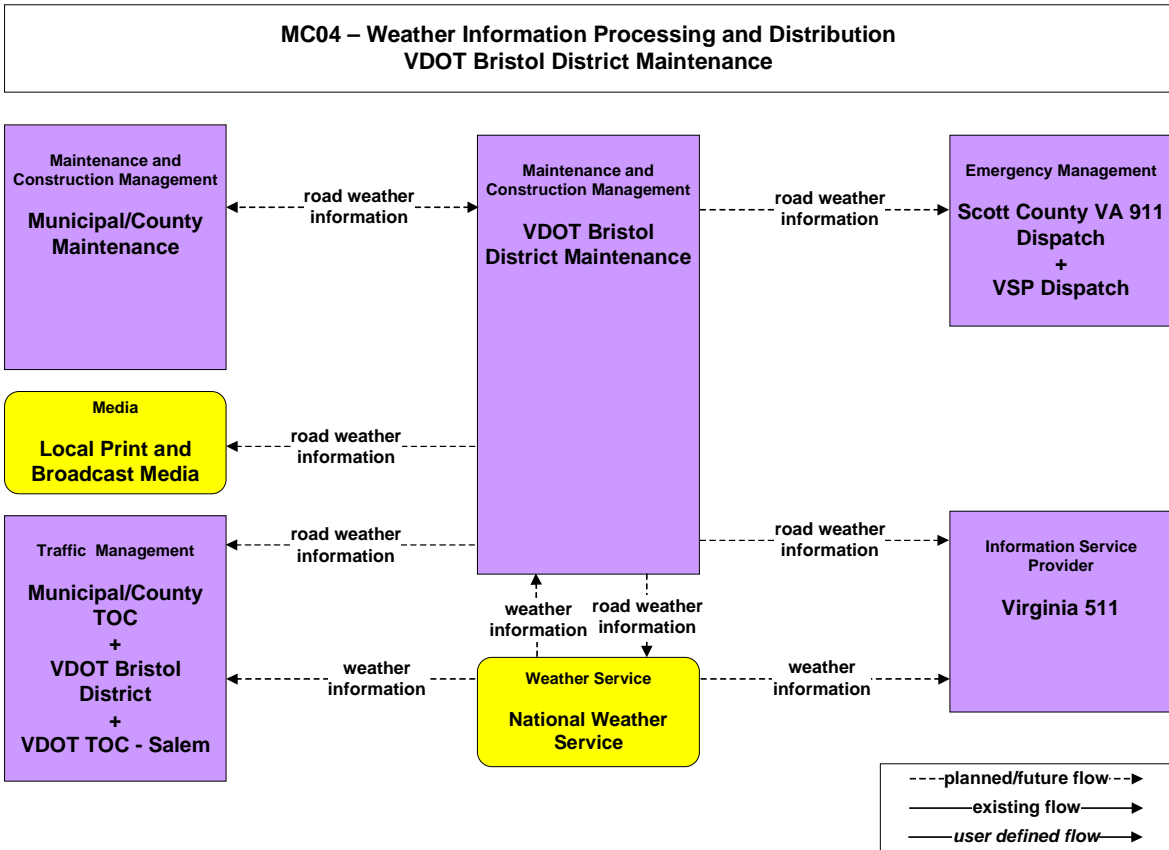 MC04 – Weather Information Processing and Distribution
VDOT Bristol District Maintenance
Maintenance and
Construction Management
Municipal/County
Maintenance
road weather
information
Maintenance and
Construction Management
VDOT Bristol
District Maintenance
road weather
information
Emergency Management
Scott County VA 911
Dispatch
+
VSP Dispatch
Media
Local Print and
Broadcast Media
road weather
information
Traffic Management
Municipal/County
TOC
+
VDOT Bristol
District
+
VDOT TOC - Salem
road weather
information
weather
information
weather
information
road weather
information
Weather Service
National Weather
Service
road weather
information
weather
information
Information Service
Provider
Virginia 511
planned/future flow
existing flow
user defined flow